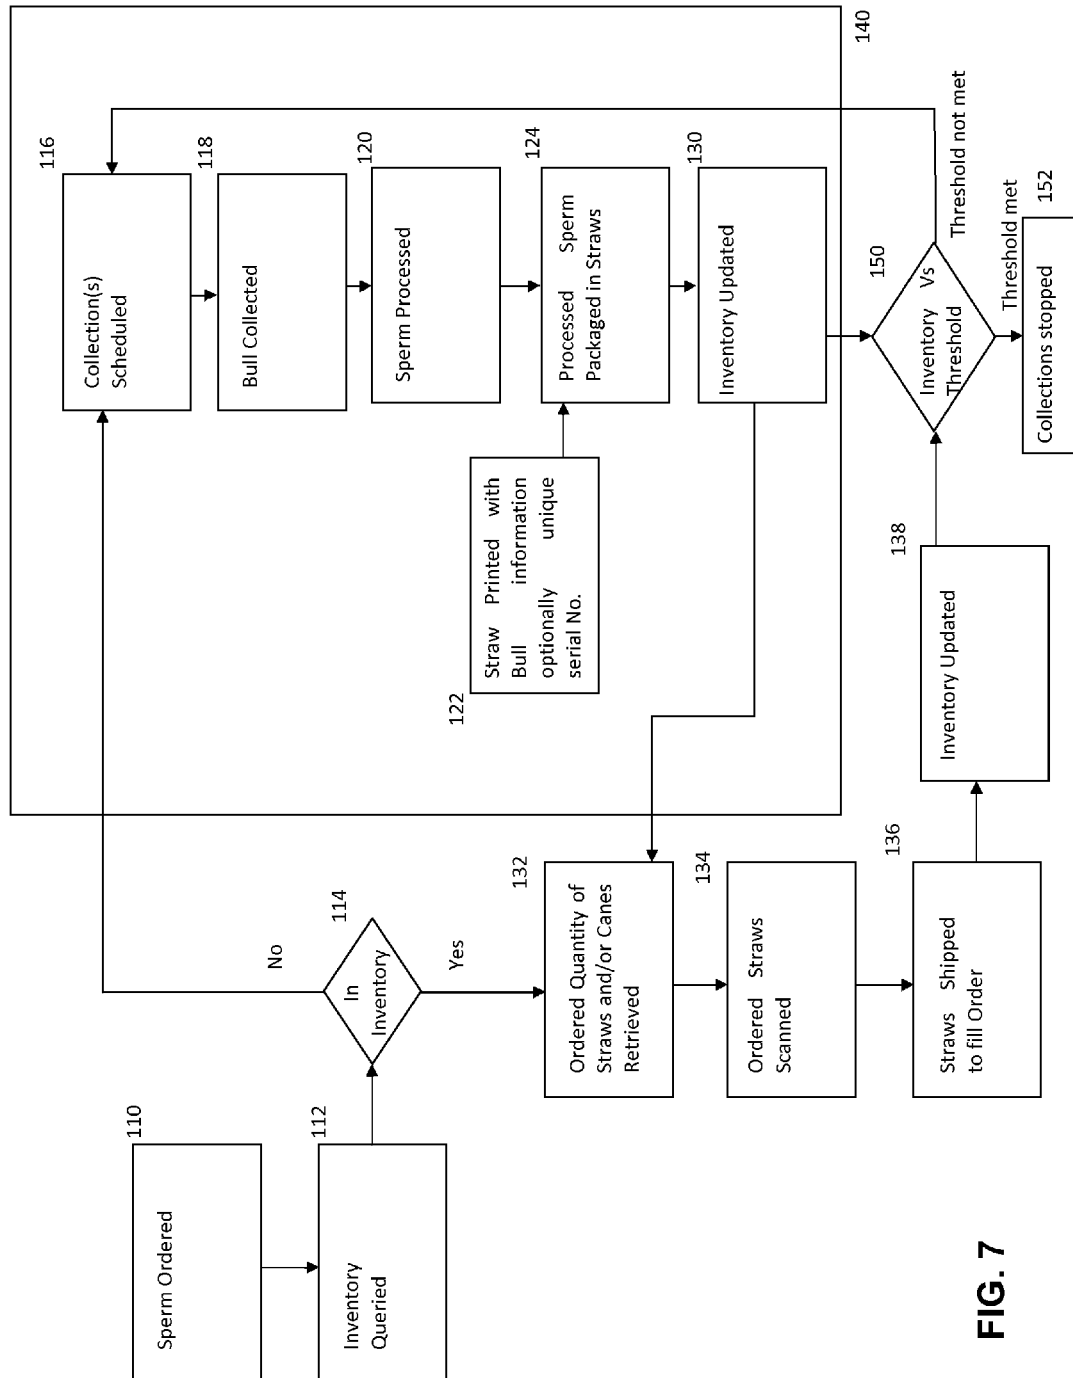 110
Sperm Ordered
112
Inventory
Queried
114
In
Inventory
No
Yes
116
Collection(s)
Scheduled
118
Bull Collected
120
Sperm Processed
122
Straw Printed with
Bull information
optionally unique
serial No.
124
Processed Sperm
Packaged in Straws
130
Inventory Updated
140
132
Ordered Quantity of
Straws and/or Canes
Retrieved
134
Ordered Straws
Scanned
136
Straws Shipped
to fill Order
138
Inventory Updated
150
Inventory Vs
Threshold
Threshold not met
Threshold met
152
Collections stopped
FIG. 7